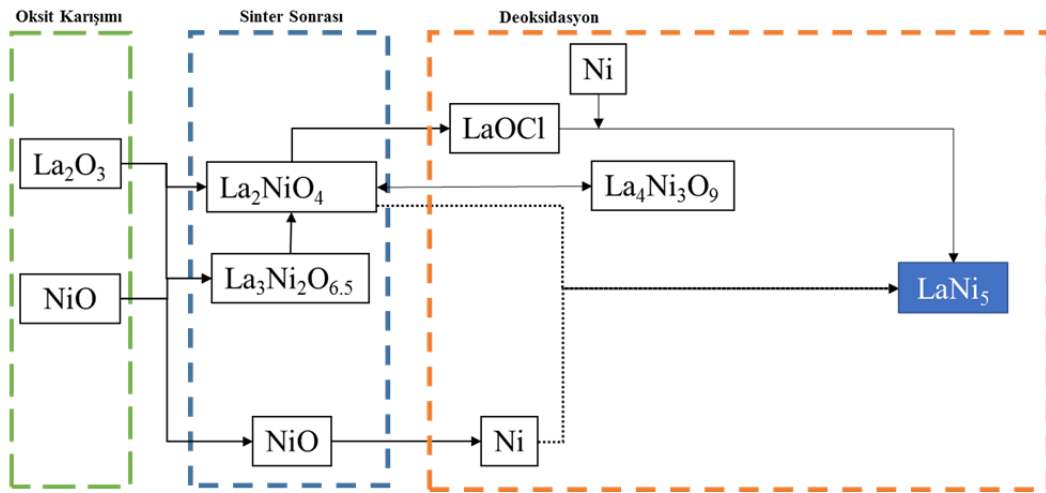 Oksit Karışımı
Sinter Sonrası
Deoksidasyon
Ni
La₂O₃
LaOCl
La₂NiO₄
La₄Ni₃O₉
La₃Ni₂O₆.₅
NiO
LaNi₅
NiO
Ni